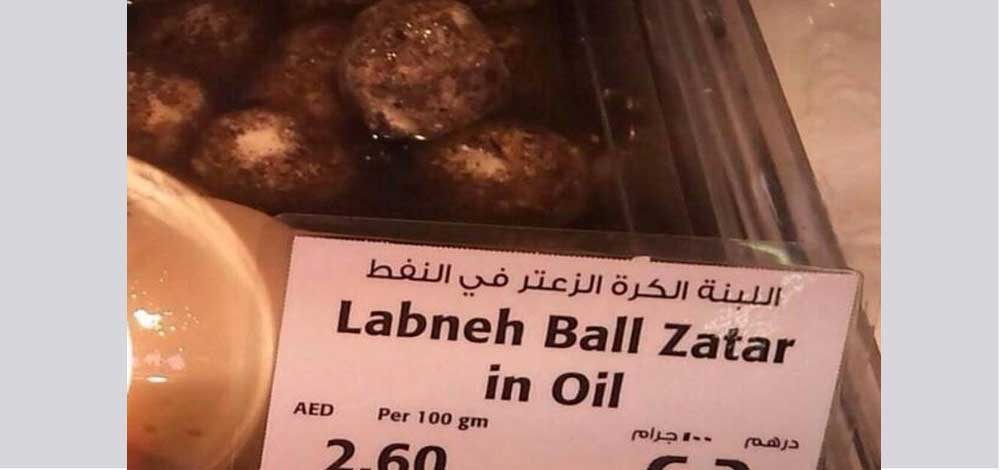 اللبنة الكرة الزعتر في النفط
Labneh Ball Zatar
in Oil
AED Per 100 gm
درهم ١٠٠ جرام
2.60